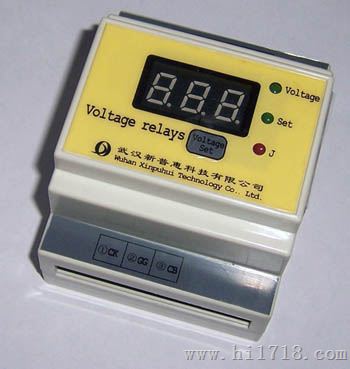 8.8.8
Voltage
Set
J
Voltage relays
Voltage
Set
武汉新普惠科技有限公司
Wuhan Xinpuhui Technology Co., Ltd.
①CK ②GG ③CB
www.hi1718.com